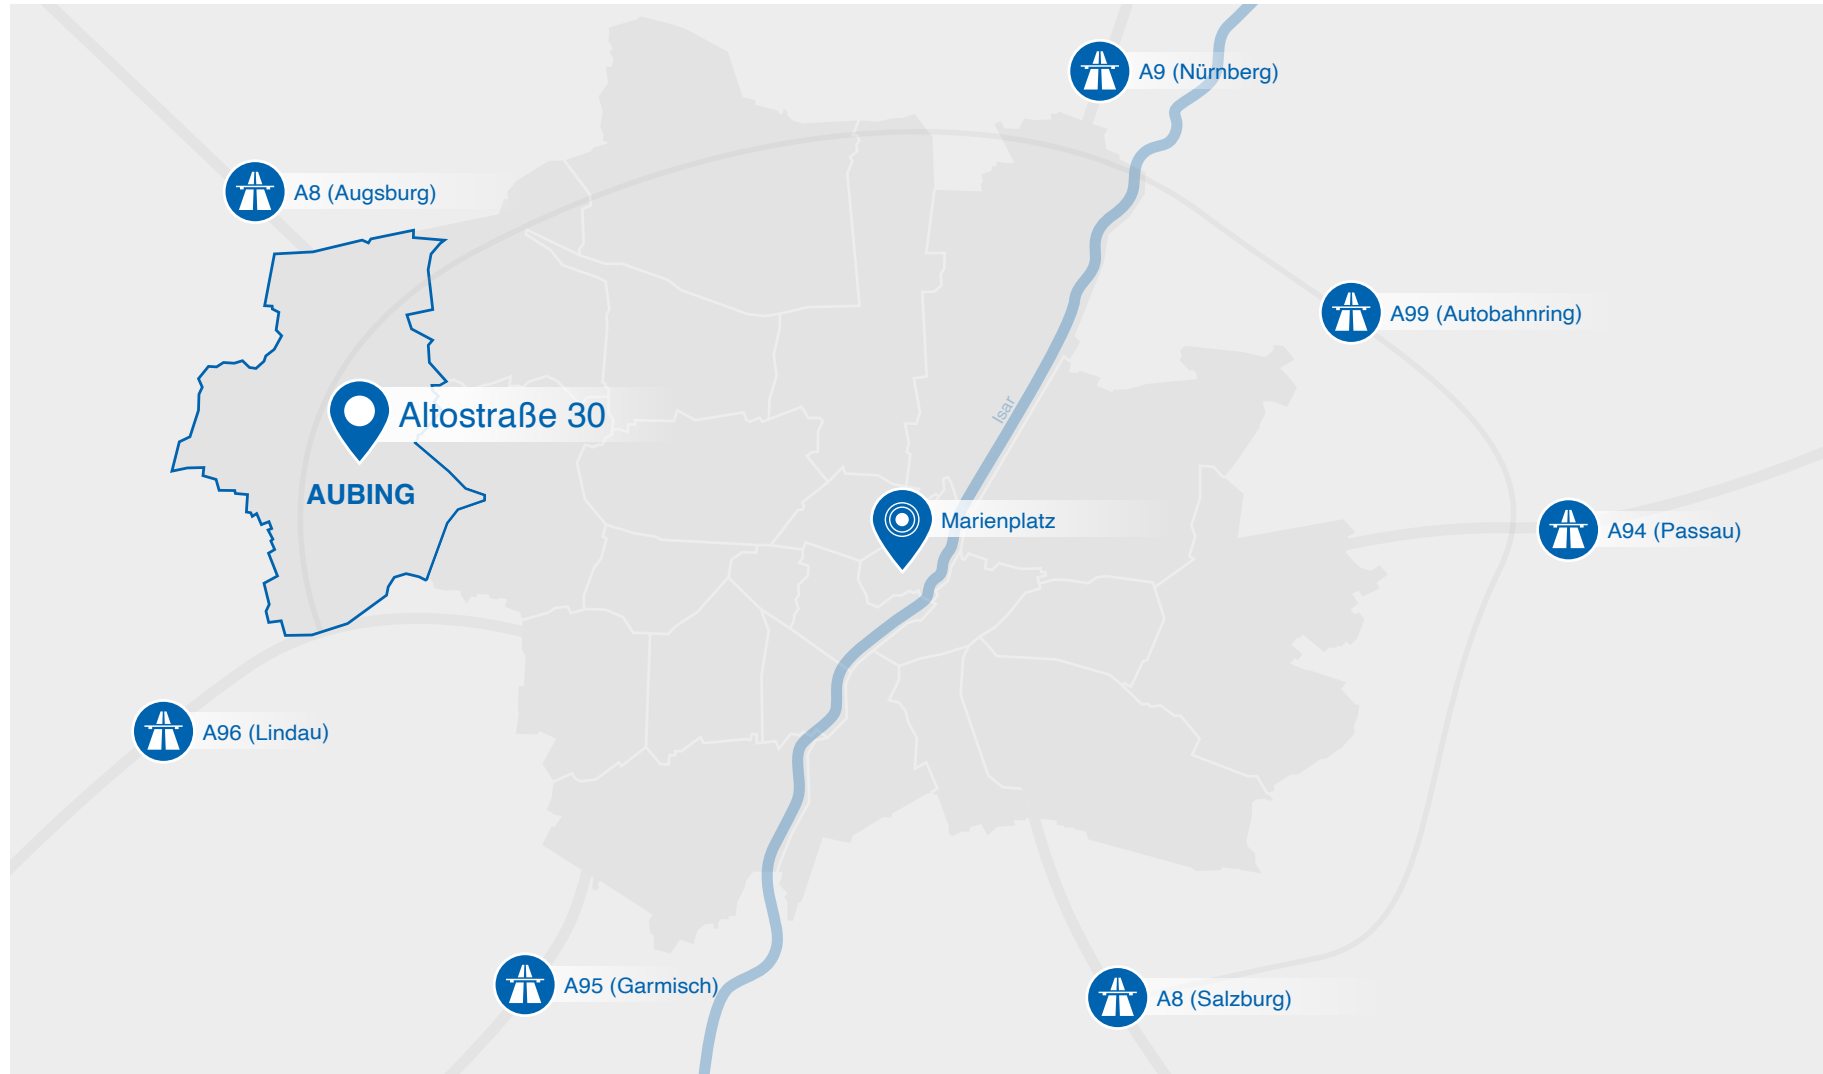 A9 (Nürnberg)
A8 (Augsburg)
A99 (Autobahnring)
Altostraße 30
Isar
AUBING
Marienplatz
A94 (Passau)
A96 (Lindau)
A95 (Garmisch)
A8 (Salzburg)